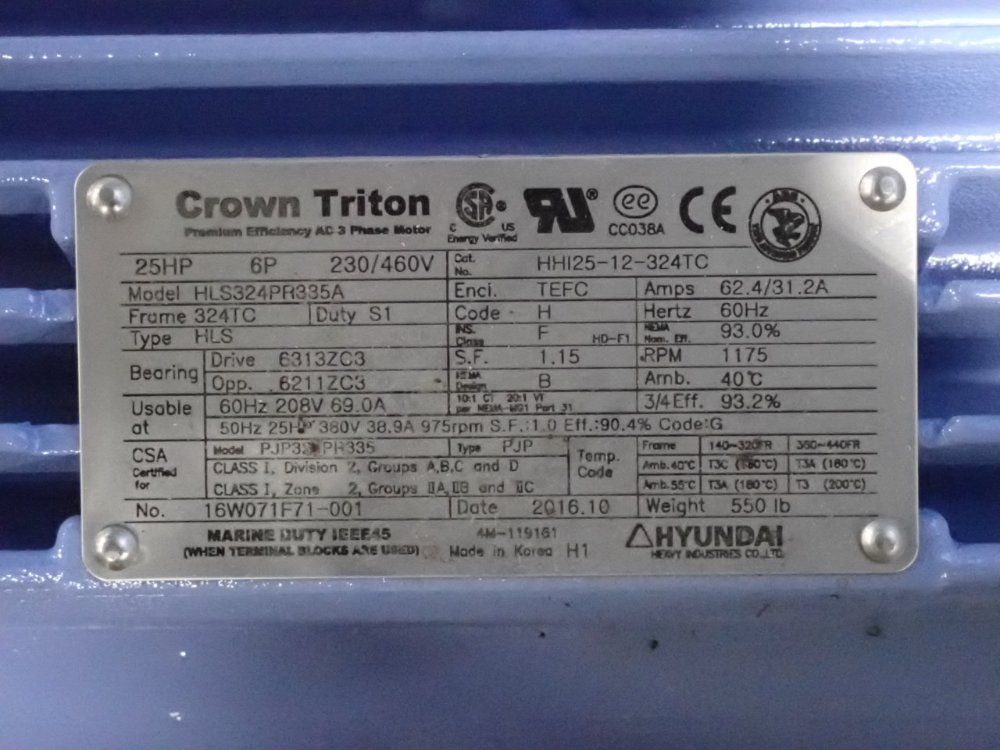 Crown Triton
Premium Efficiency AC 3 Phase Motor
C US
Energy Verified
CC038A
CE
25HP 6P 230/460V Cat. No. HHI25-12-324TC
Model HLS324PR335A Encl. TEFC Amps 62.4/31.2A
Frame 324TC Duty S1 Code H Hertz 60Hz
Type HLS INS. Class F HD-F1 NEMA Nom. Eff. 93.0%
Bearing Drive 6313ZC3 S.F. 1.15 RPM 1175
Opp. 6211ZC3 NEMA Design B Amb. 40°C
Usable at 60Hz 208V 69.0A 10:1 CT 20:1 VT per NEMA-MG1 Part 31 3/4 Eff. 93.2%
50Hz 25HP 380V 38.9A 975rpm S.F.:1.0 Eff.:90.4% Code:G
CSA Certified for Model PR335 Type PJP Temp. Code Frame 140~320FR 360~440FR
CLASS I, Division 2, Groups A,B,C and D Amb.40°C T3C (160°C) T3A (180°C)
CLASS I, Zone 2, Groups ⅡA,ⅡB and ⅡC Amb.55°C T3A (180°C) T3 (200°C)
No. 16W071F71-001 Date 2016.10 Weight 550 lb
MARINE DUTY IEEE45 4M-119161 HYUNDAI
(WHEN TERMINAL BLOCKS ARE USED) Made in Korea H1 HEAVY INDUSTRIES CO.,LTD.